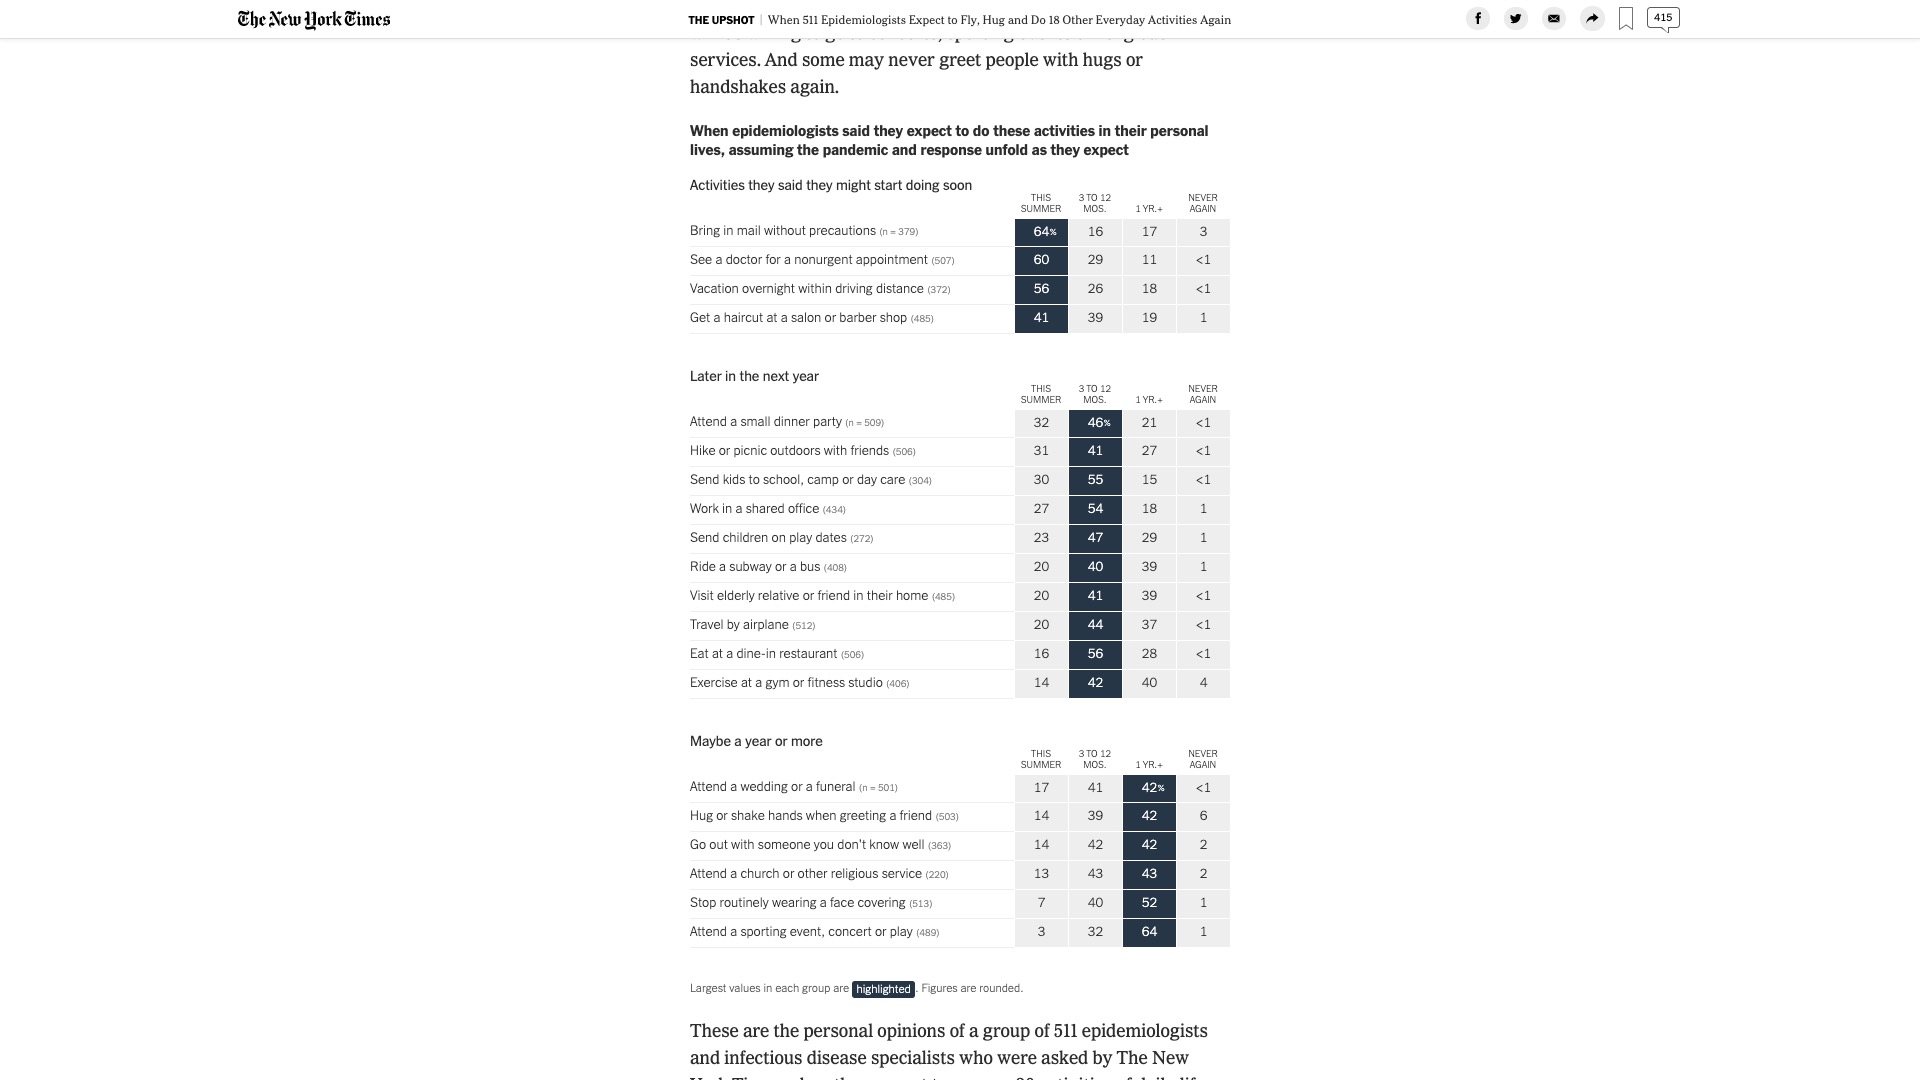 The New York Times
THE UPSHOT | When 511 Epidemiologists Expect to Fly, Hug and Do 18 Other Everyday Activities Again
415
services. And some may never greet people with hugs or
handshakes again.
When epidemiologists said they expect to do these activities in their personal
lives, assuming the pandemic and response unfold as they expect
Activities they said they might start doing soon
THIS SUMMER 3 TO 12 MOS. 1 YR.+ NEVER AGAIN
Bring in mail without precautions (n = 379) 64% 16 17 3
See a doctor for a nonurgent appointment (507) 60 29 11 <1
Vacation overnight within driving distance (372) 56 26 18 <1
Get a haircut at a salon or barber shop (485) 41 39 19 1
Later in the next year
THIS SUMMER 3 TO 12 MOS. 1 YR.+ NEVER AGAIN
Attend a small dinner party (n = 509) 32 46% 21 <1
Hike or picnic outdoors with friends (506) 31 41 27 <1
Send kids to school, camp or day care (304) 30 55 15 <1
Work in a shared office (434) 27 54 18 1
Send children on play dates (272) 23 47 29 1
Ride a subway or a bus (408) 20 40 39 1
Visit elderly relative or friend in their home (485) 20 41 39 <1
Travel by airplane (512) 20 44 37 <1
Eat at a dine-in restaurant (506) 16 56 28 <1
Exercise at a gym or fitness studio (406) 14 42 40 4
Maybe a year or more
THIS SUMMER 3 TO 12 MOS. 1 YR.+ NEVER AGAIN
Attend a wedding or a funeral (n = 501) 17 41 42% <1
Hug or shake hands when greeting a friend (503) 14 39 42 6
Go out with someone you don't know well (363) 14 42 42 2
Attend a church or other religious service (220) 13 43 43 2
Stop routinely wearing a face covering (513) 7 40 52 1
Attend a sporting event, concert or play (489) 3 32 64 1
Largest values in each group are highlighted. Figures are rounded.
These are the personal opinions of a group of 511 epidemiologists
and infectious disease specialists who were asked by The New